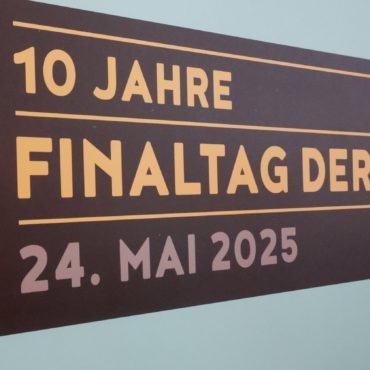 10 JAHRE
FINALTAG DER
24. MAI 2025